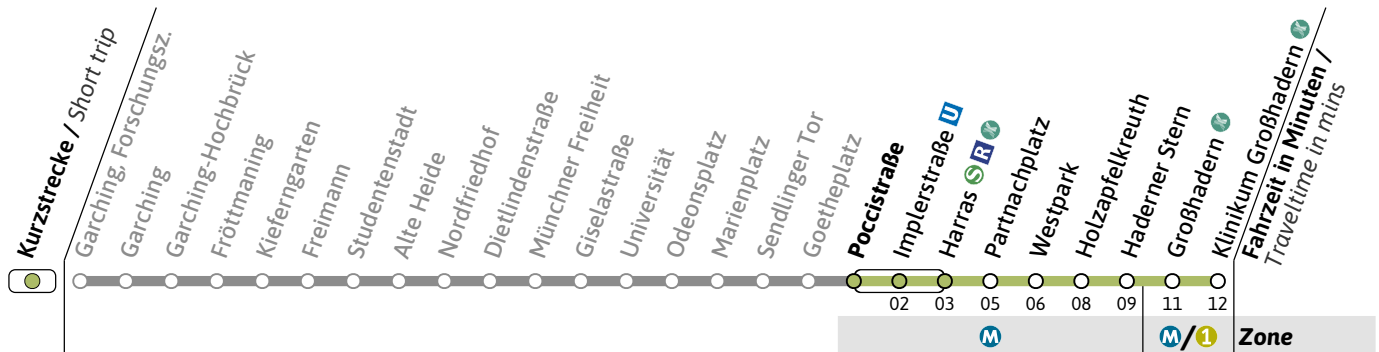 Kurzstrecke / Short trip
Garching, Forschungsz.
Garching
Garching-Hochbrück
Fröttmaning
Kieferngarten
Freimann
Studentenstadt
Alte Heide
Nordfriedhof
Dietlindenstraße
Münchner Freiheit
Giselastraße
Universität
Odeonsplatz
Marienplatz
Sendlinger Tor
Goetheplatz
Poccistraße
Implerstraße U
Harras S R K
Partnachplatz
Westpark
Holzapfelkreuth
Haderner Stern
Großhadern K
Klinikum Großhadern K
Fahrzeit in Minuten /
Traveltime in mins
02 03 05 06 08 09 11 12
M M/1 Zone